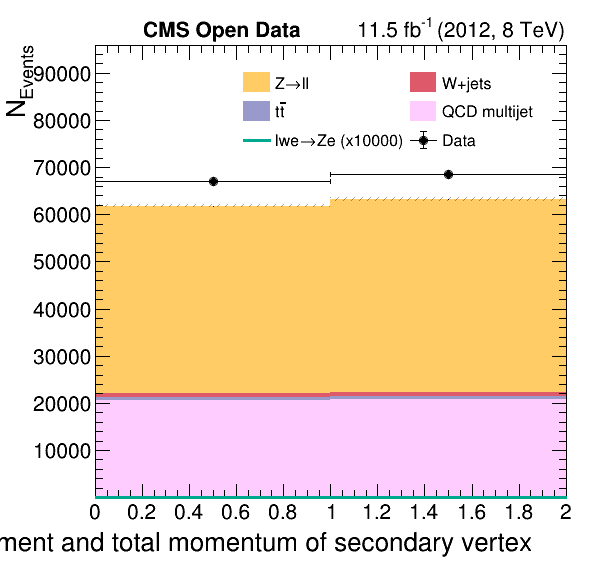 CMS Open Data 11.5 fb⁻¹ (2012, 8 TeV)
N_Events
Z→ll W+jets
tt̄ QCD multijet
lwe→Ze (x10000) Data
90000
80000
70000
60000
50000
40000
30000
20000
10000
0 0.2 0.4 0.6 0.8 1 1.2 1.4 1.6 1.8 2
ment and total momentum of secondary vertex